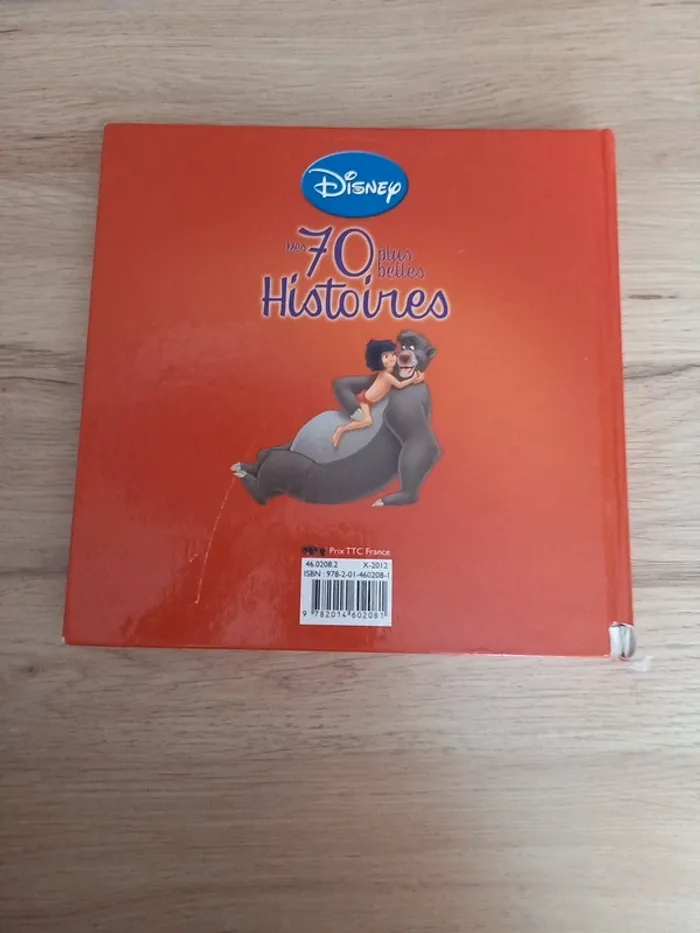 Disney
Mes 70 plus belles
Histoires
Prix TTC France
46.0208.2 X-2012
ISBN : 978-2-01-460208-1
9 782014 602081